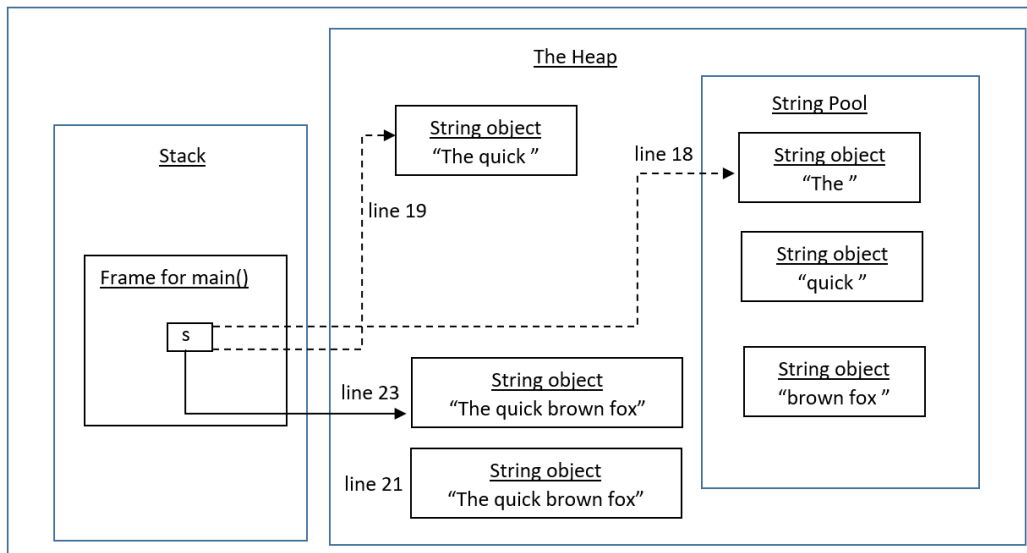 The Heap
String Pool
String object
“The quick ”
Stack
line 18
String object
“The ”
line 19
String object
“quick ”
Frame for main()
s
line 23
String object
“The quick brown fox”
String object
“brown fox ”
line 21
String object
“The quick brown fox”